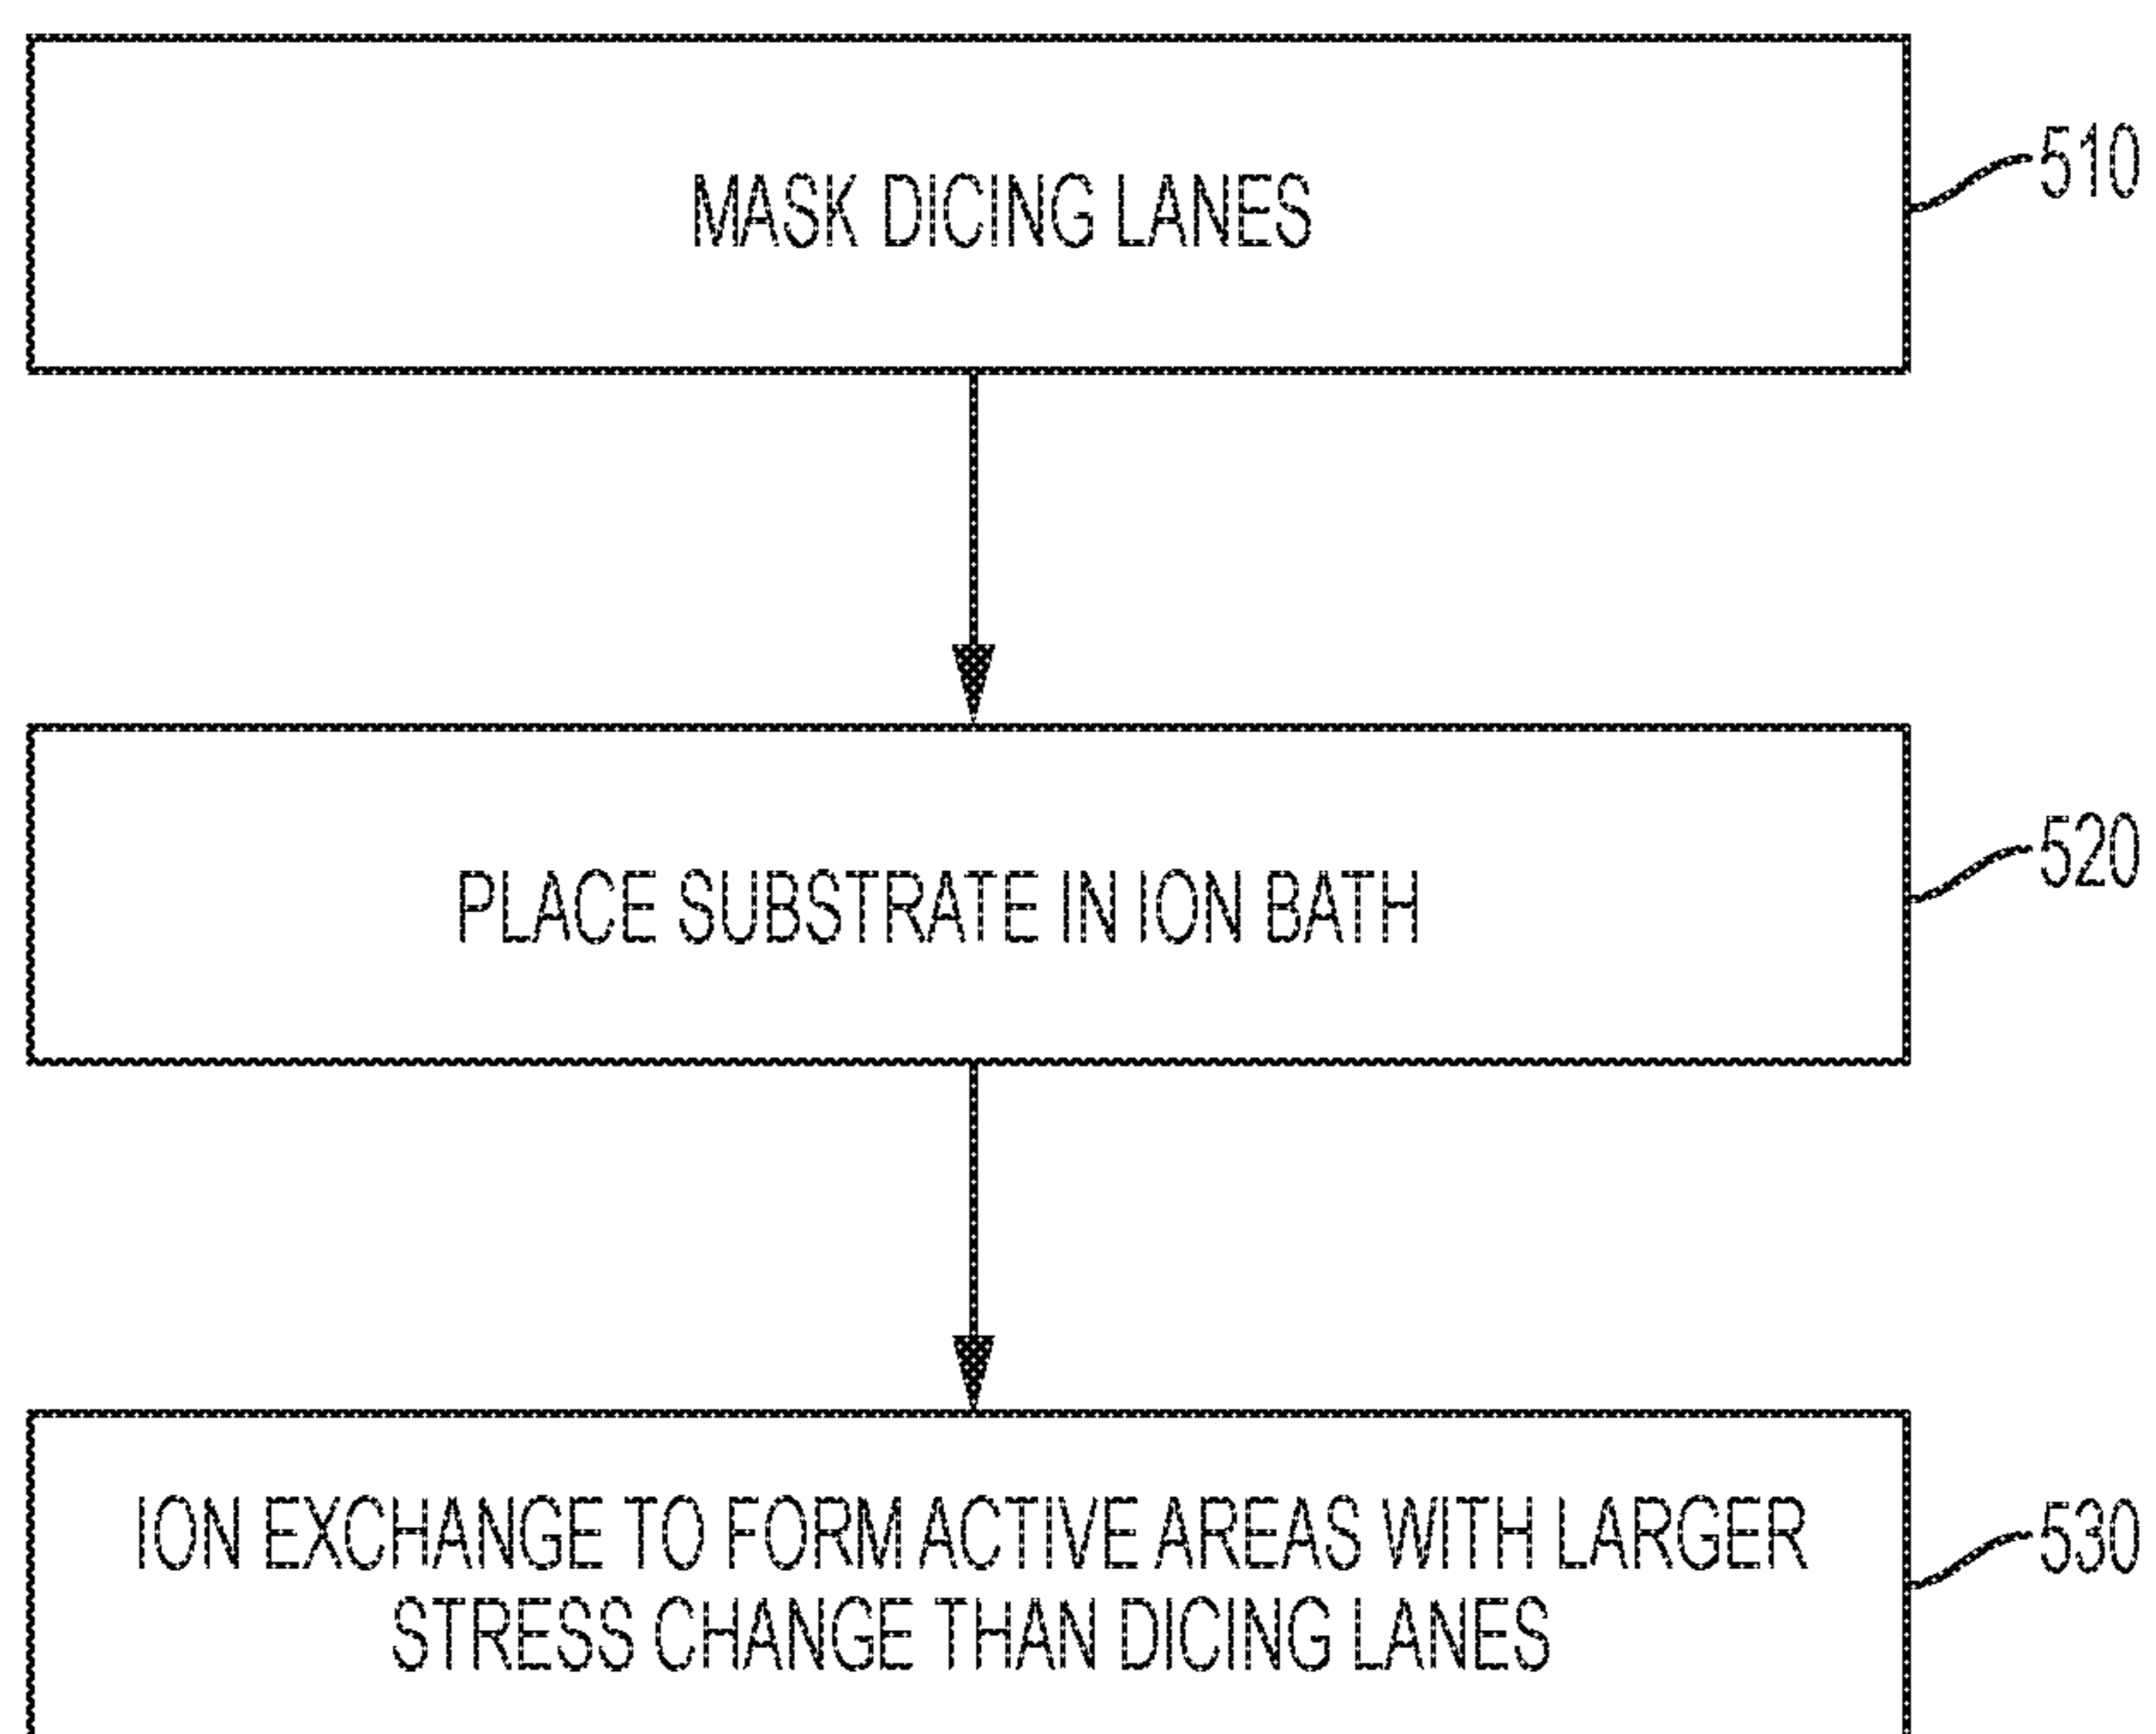 MASK DICING LANES
510
PLACE SUBSTRATE IN ION BATH
520
ION EXCHANGE TO FORM ACTIVE AREAS WITH LARGER
STRESS CHANGE THAN DICING LANES
530